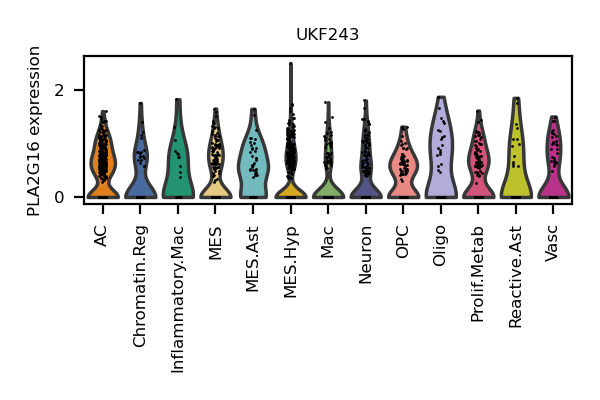 UKF243
PLA2G16 expression
2
0
AC
Chromatin.Reg
Inflammatory.Mac
MES
MES.Ast
MES.Hyp
Mac
Neuron
OPC
Oligo
Prolif.Metab
Reactive.Ast
Vasc